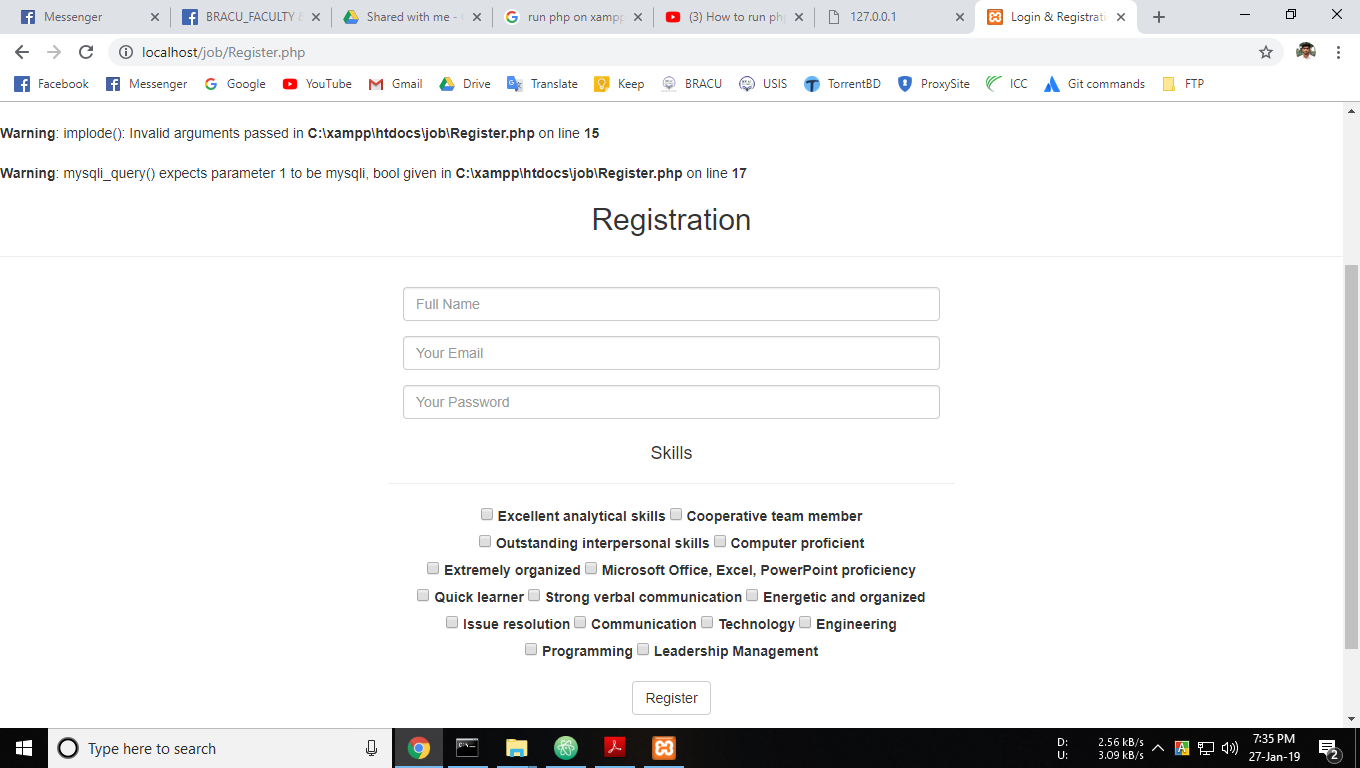 Messenger
BRACU_FACULTY
Shared with me -
run php on xampp
(3) How to run php
127.0.0.1
Login & Registrati
localhost/job/Register.php
Facebook Messenger Google YouTube Gmail Drive Translate Keep BRACU USIS TorrentBD ProxySite ICC Git commands FTP
Warning: implode(): Invalid arguments passed in C:\xampp\htdocs\job\Register.php on line 15
Warning: mysqli_query() expects parameter 1 to be mysqli, bool given in C:\xampp\htdocs\job\Register.php on line 17
Registration
Full Name
Your Email
Your Password
Skills
Excellent analytical skills Cooperative team member
Outstanding interpersonal skills Computer proficient
Extremely organized Microsoft Office, Excel, PowerPoint proficiency
Quick learner Strong verbal communication Energetic and organized
Issue resolution Communication Technology Engineering
Programming Leadership Management
Register
Type here to search
D: 2.56 kB/s
U: 3.09 kB/s
7:35 PM
27-Jan-19
2